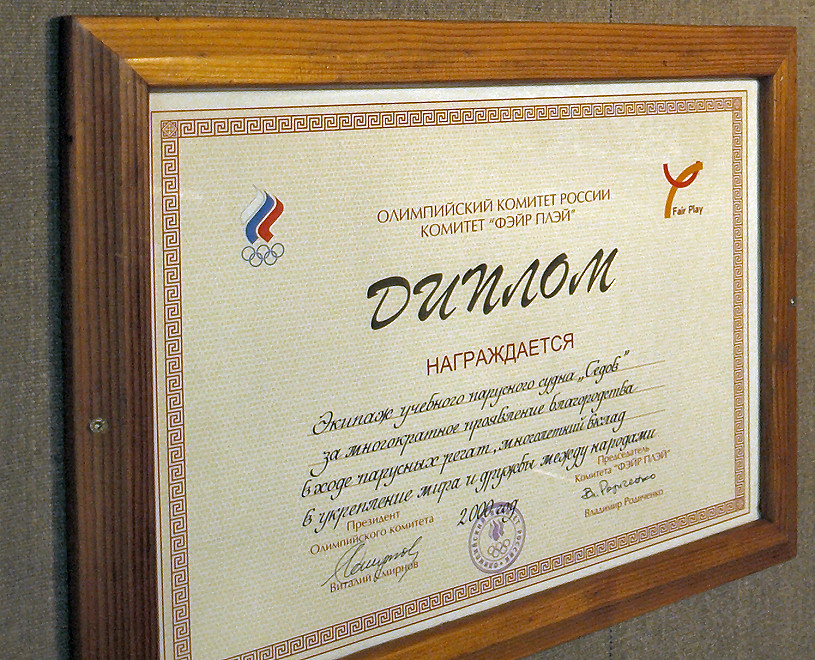 ОЛИМПИЙСКИЙ КОМИТЕТ РОССИИ
КОМИТЕТ "ФЭЙР ПЛЭЙ"
Fair Play
ДИПЛОМ
НАГРАЖДАЕТСЯ
Экипаж учебного парусного судна „Седов"
за многократное проявление благородства
в ходе парусных регат, многолетний вклад
в укрепление мира и дружбы между народами
Президент
Олимпийского комитета
Виталий Смирнов
2000 год
Председатель
Комитета "ФЭЙР ПЛЭЙ"
В. Родиченко
Владимир Родиченко